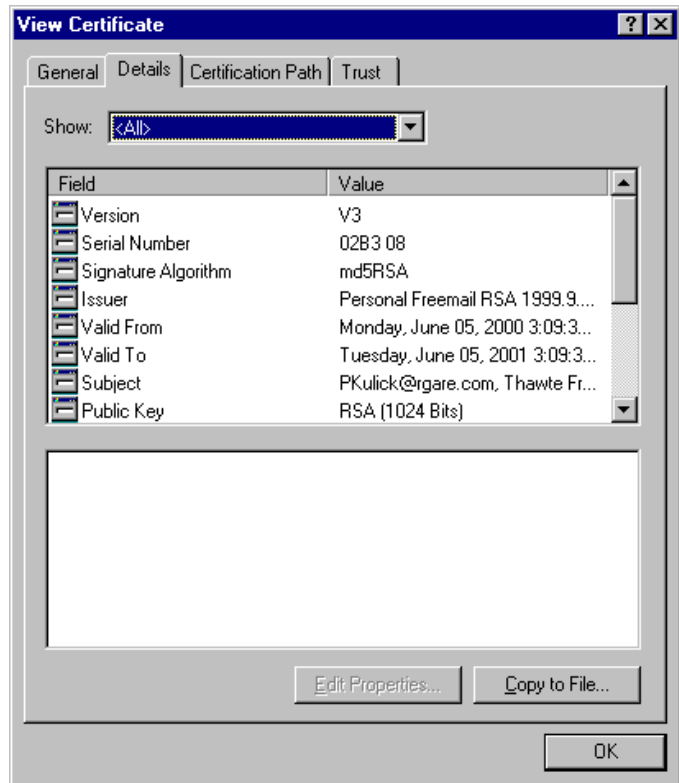 View Certificate
General Details Certification Path Trust
Show: <All>
Field Value
Version V3
Serial Number 02B3 08
Signature Algorithm md5RSA
Issuer Personal Freemail RSA 1999.9....
Valid From Monday, June 05, 2000 3:09:3...
Valid To Tuesday, June 05, 2001 3:09:3...
Subject PKulick@rgare.com, Thawte Fr...
Public Key RSA (1024 Bits)
Edit Properties... Copy to File...
OK